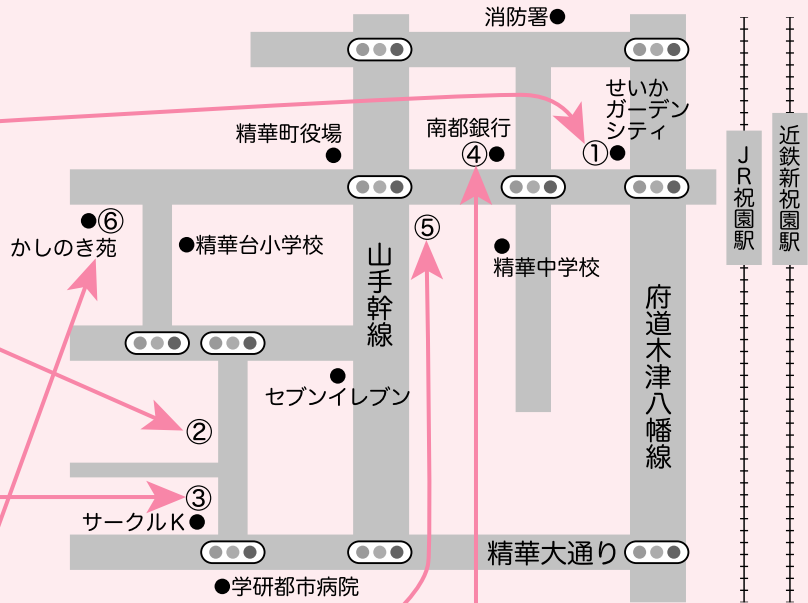 消防署
せいか
ガーデン
シティ
①
精華町役場
南都銀行
④
JR祝園駅
近鉄新祝園駅
⑥
かしのき苑
精華台小学校
⑤
山手幹線
精華中学校
府道木津八幡線
セブンイレブン
②
③
サークルK
精華大通り
学研都市病院